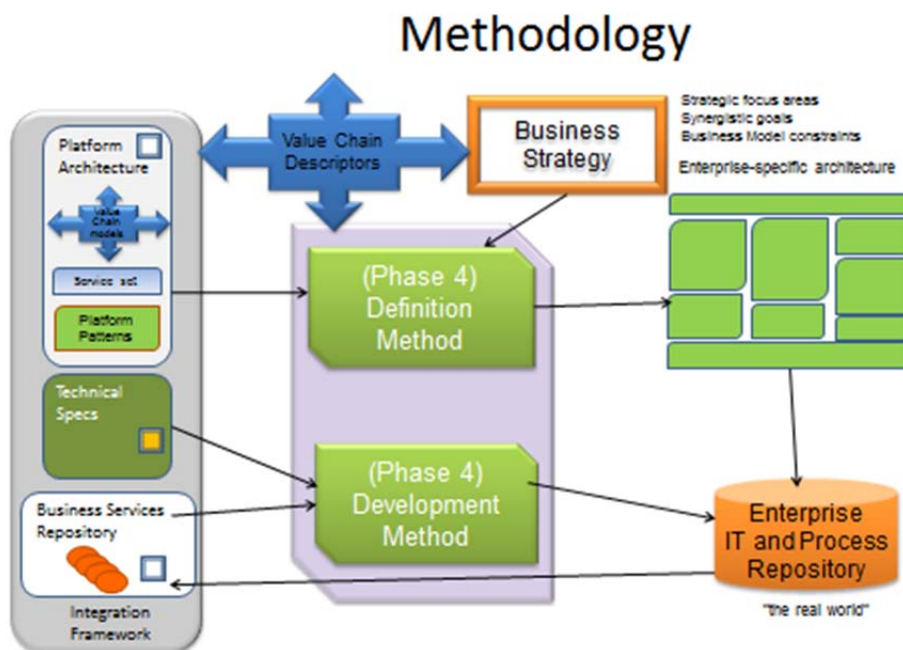 Methodology
Platform
Architecture
Value
Chain
models
Service set
Platform
Patterns
Technical
Specs
Business Services
Repository
Integration
Framework
Value Chain
Descriptors
Business
Strategy
Strategic focus areas
Synergistic goals
Business Model constraints
Enterprise-specific architecture
(Phase 4)
Definition
Method
(Phase 4)
Development
Method
Enterprise
IT and Process
Repository
"the real world"